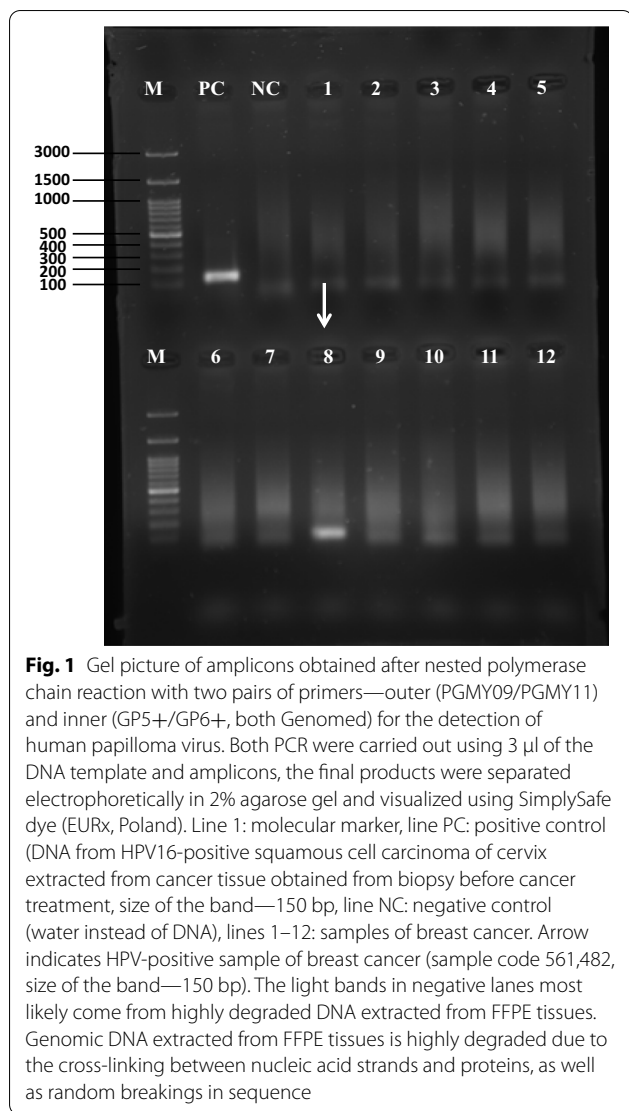 M PC NC 1 2 3 4 5
3000
1500
1000
500
400
300
200
100
M 6 7 8 9 10 11 12
Fig. 1 Gel picture of amplicons obtained after nested polymerase
chain reaction with two pairs of primers—outer (PGMY09/PGMY11)
and inner (GP5+/GP6+, both Genomed) for the detection of
human papilloma virus. Both PCR were carried out using 3 µl of the
DNA template and amplicons, the final products were separated
electrophoretically in 2% agarose gel and visualized using SimplySafe
dye (EURx, Poland). Line 1: molecular marker, line PC: positive control
(DNA from HPV16-positive squamous cell carcinoma of cervix
extracted from cancer tissue obtained from biopsy before cancer
treatment, size of the band—150 bp, line NC: negative control
(water instead of DNA), lines 1–12: samples of breast cancer. Arrow
indicates HPV-positive sample of breast cancer (sample code 561,482,
size of the band—150 bp). The light bands in negative lanes most
likely come from highly degraded DNA extracted from FFPE tissues.
Genomic DNA extracted from FFPE tissues is highly degraded due to
the cross-linking between nucleic acid strands and proteins, as well
as random breakings in sequence